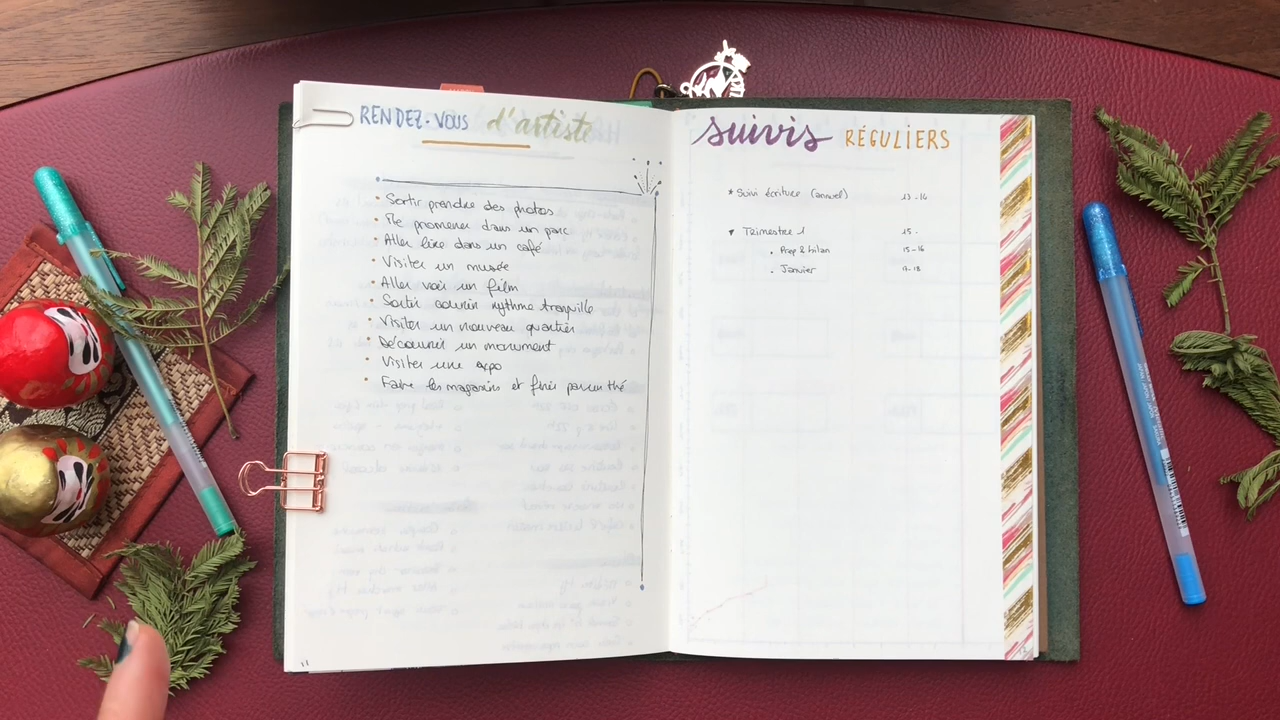 RENDEZ-VOUS d'artiste
Sortir prendre des photos
Me promener dans un parc
Aller lire dans un café
Visiter un musée
Aller voir un film
Sortir courir rythme tranquille
Visiter un nouveau quartier
Découvrir un monument
Visiter une expo
Faire les magasins et finir par un thé
11
suivis RÉGULIERS
* Suivi écriture (annuel) 13-14
Trimestre 1 15.
Prep & bilan 15-16
Janvier 17-18